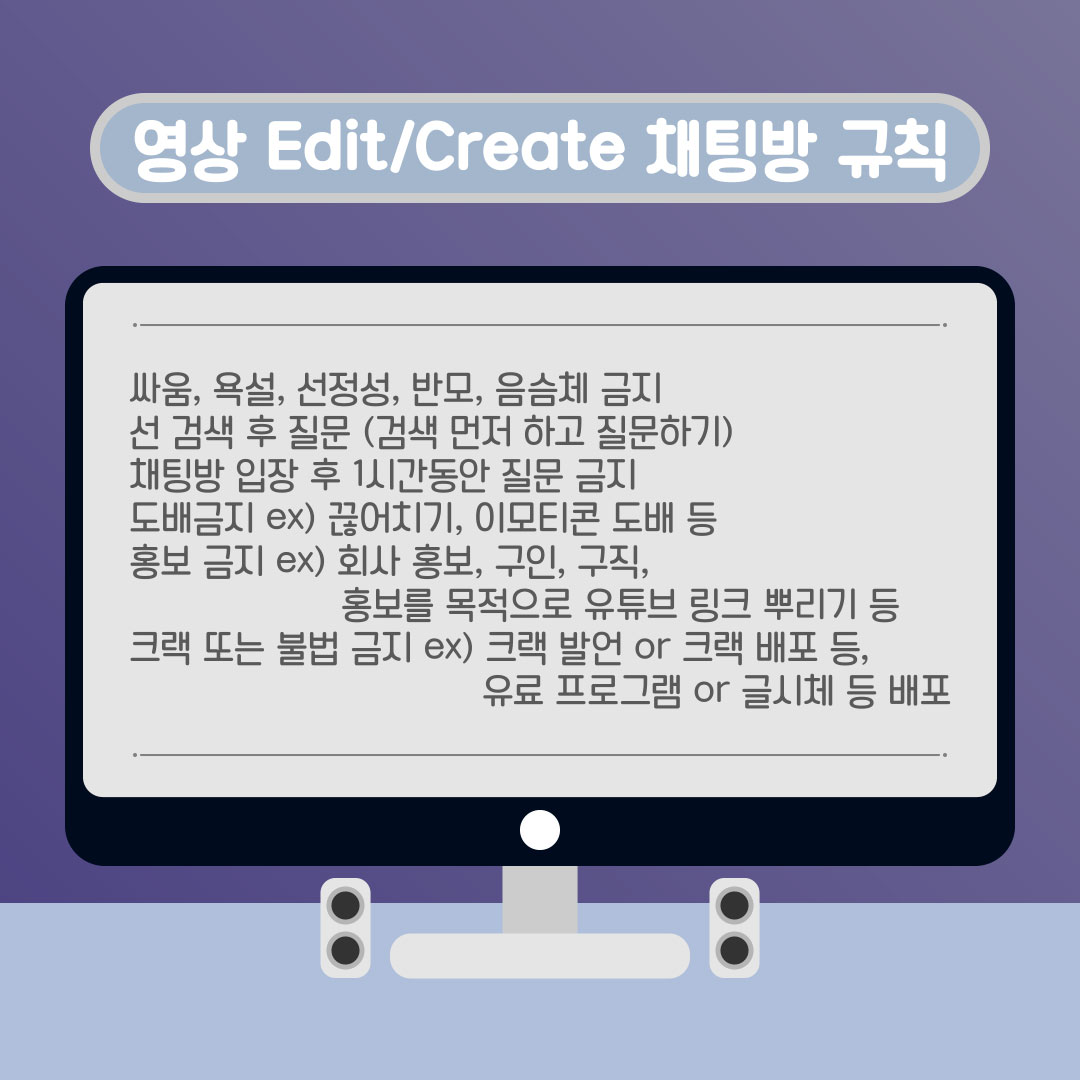 영상 Edit/Create 채팅방 규칙
싸움, 욕설, 선정성, 반모, 음슴체 금지
선 검색 후 질문 (검색 먼저 하고 질문하기)
채팅방 입장 후 1시간동안 질문 금지
도배금지 ex) 끊어치기, 이모티콘 도배 등
홍보 금지 ex) 회사 홍보, 구인, 구직,
홍보를 목적으로 유튜브 링크 뿌리기 등
크랙 또는 불법 금지 ex) 크랙 발언 or 크랙 배포 등,
유료 프로그램 or 글시체 등 배포